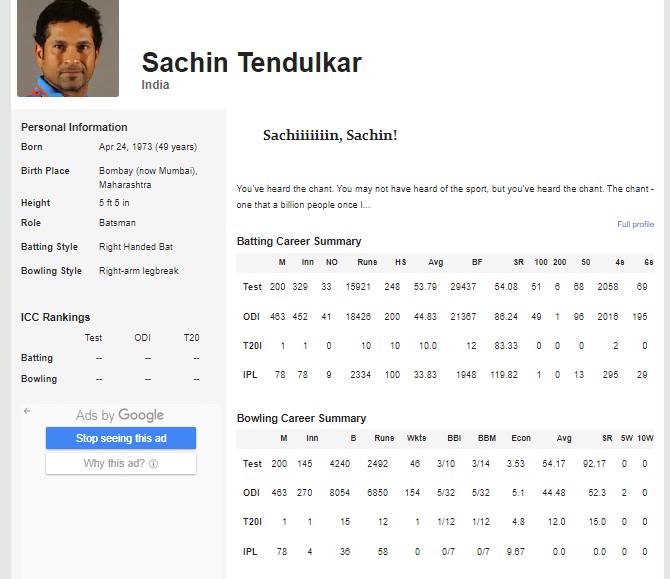 Sachin Tendulkar
India
Personal Information
Born Apr 24, 1973 (49 years)
Birth Place Bombay (now Mumbai),
Maharashtra
Height 5 ft 5 in
Role Batsman
Batting Style Right Handed Bat
Bowling Style Right-arm legbreak
ICC Rankings
Test ODI T20
Batting -- -- --
Bowling -- -- --
Ads by Google
Stop seeing this ad
Why this ad?
Sachiiiiiiin, Sachin!
You've heard the chant. You may not have heard of the sport, but you've heard the chant. The chant -
one that a billion people once l...
Full profile
Batting Career Summary
M Inn NO Runs HS Avg BF SR 100 200 50 4s 6s
Test 200 329 33 15921 248 53.79 29437 54.08 51 6 68 2058 69
ODI 463 452 41 18426 200 44.83 21367 86.24 49 1 96 2016 195
T20I 1 1 0 10 10 10.0 12 83.33 0 0 0 2 0
IPL 78 78 9 2334 100 33.83 1948 119.82 1 0 13 295 29
Bowling Career Summary
M Inn B Runs Wkts BBI BBM Econ Avg SR 5W 10W
Test 200 145 4240 2492 46 3/10 3/14 3.53 54.17 92.17 0 0
ODI 463 270 8054 6850 154 5/32 5/32 5.1 44.48 52.3 2 0
T20I 1 1 15 12 1 1/12 1/12 4.8 12.0 15.0 0 0
IPL 78 4 36 58 0 0/7 0/7 9.67 0.0 0.0 0 0